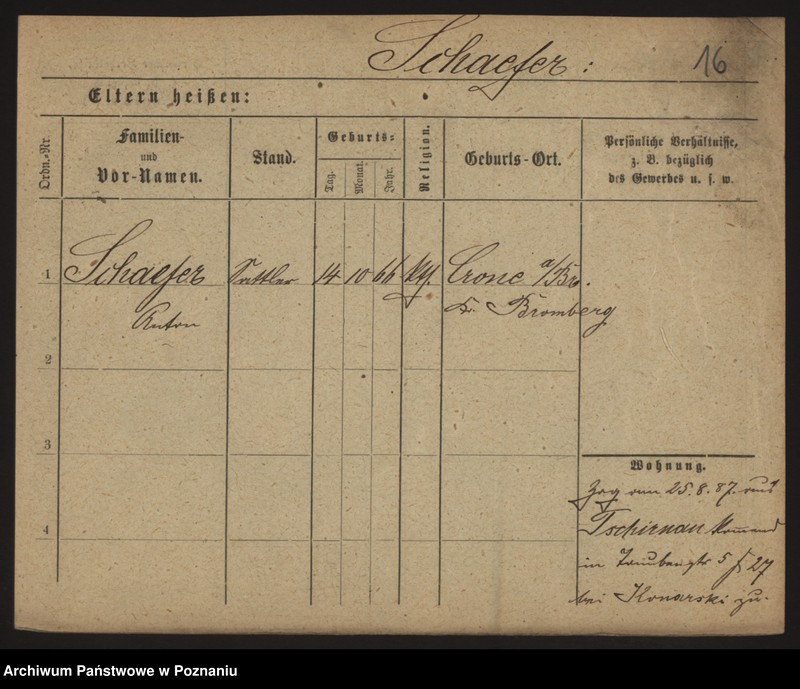 Schaefer: 16
Eltern heißen:
Ordn.-Nr.
Familien-
und
Vor-Namen.
Stand.
Geburts-
Tag.
Monat.
Jahr.
Religion.
Geburts-Ort.
Persönliche Verhältnisse,
z. B. bezüglich
des Gewerbes u. s. w.
1 Schaefer Sattler 14 10 66 Crone a/Br.
Anton Kr. Bromberg
2
3
4
Wohnung.
Zog am 25.8.87. aus
Tschirnau kommend
in 5 27
bei Konarski zu.
Archiwum Państwowe w Poznaniu